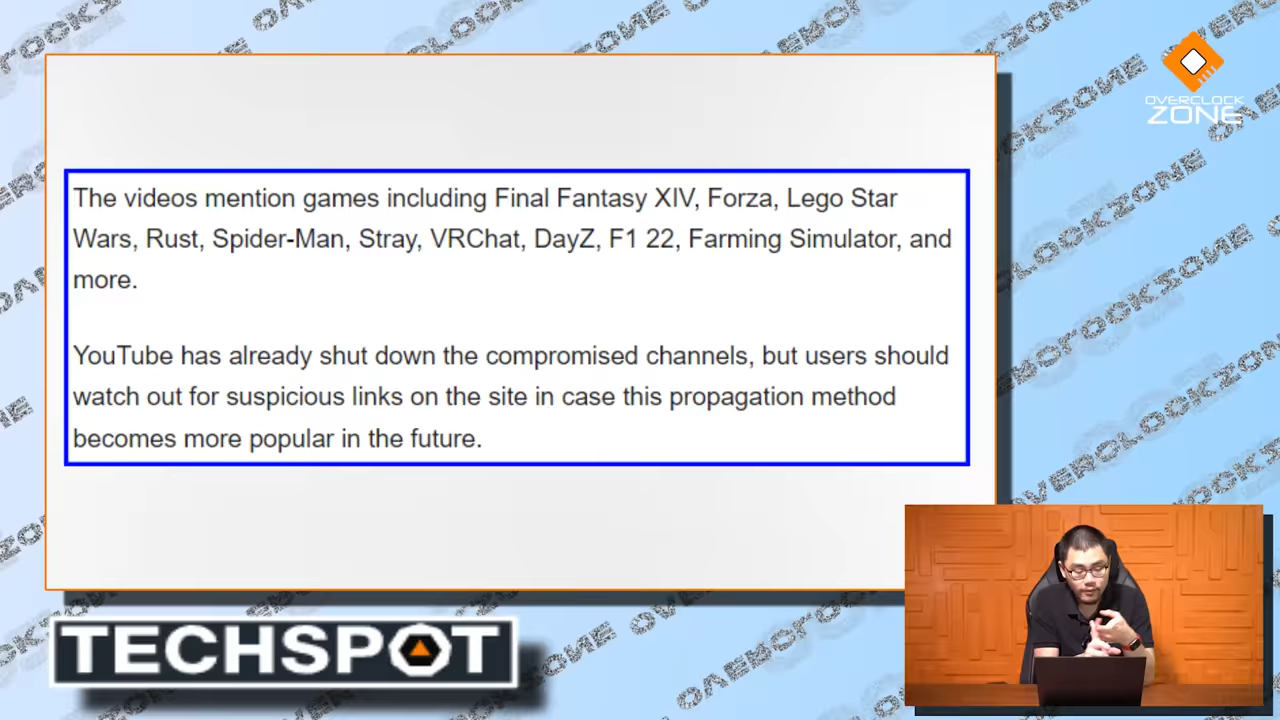 OVERCLOCK
ZONE
The videos mention games including Final Fantasy XIV, Forza, Lego Star
Wars, Rust, Spider-Man, Stray, VRChat, DayZ, F1 22, Farming Simulator, and
more.
YouTube has already shut down the compromised channels, but users should
watch out for suspicious links on the site in case this propagation method
becomes more popular in the future.
TECHSPOT